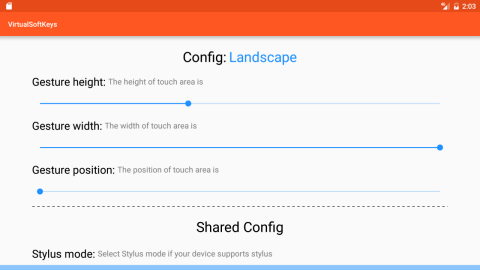 2:03
VirtualSoftKeys
Config: Landscape
Gesture height: The height of touch area is
Gesture width: The width of touch area is
Gesture position: The position of touch area is
Shared Config
Stylus mode: Select Stylus mode if your device supports stylus